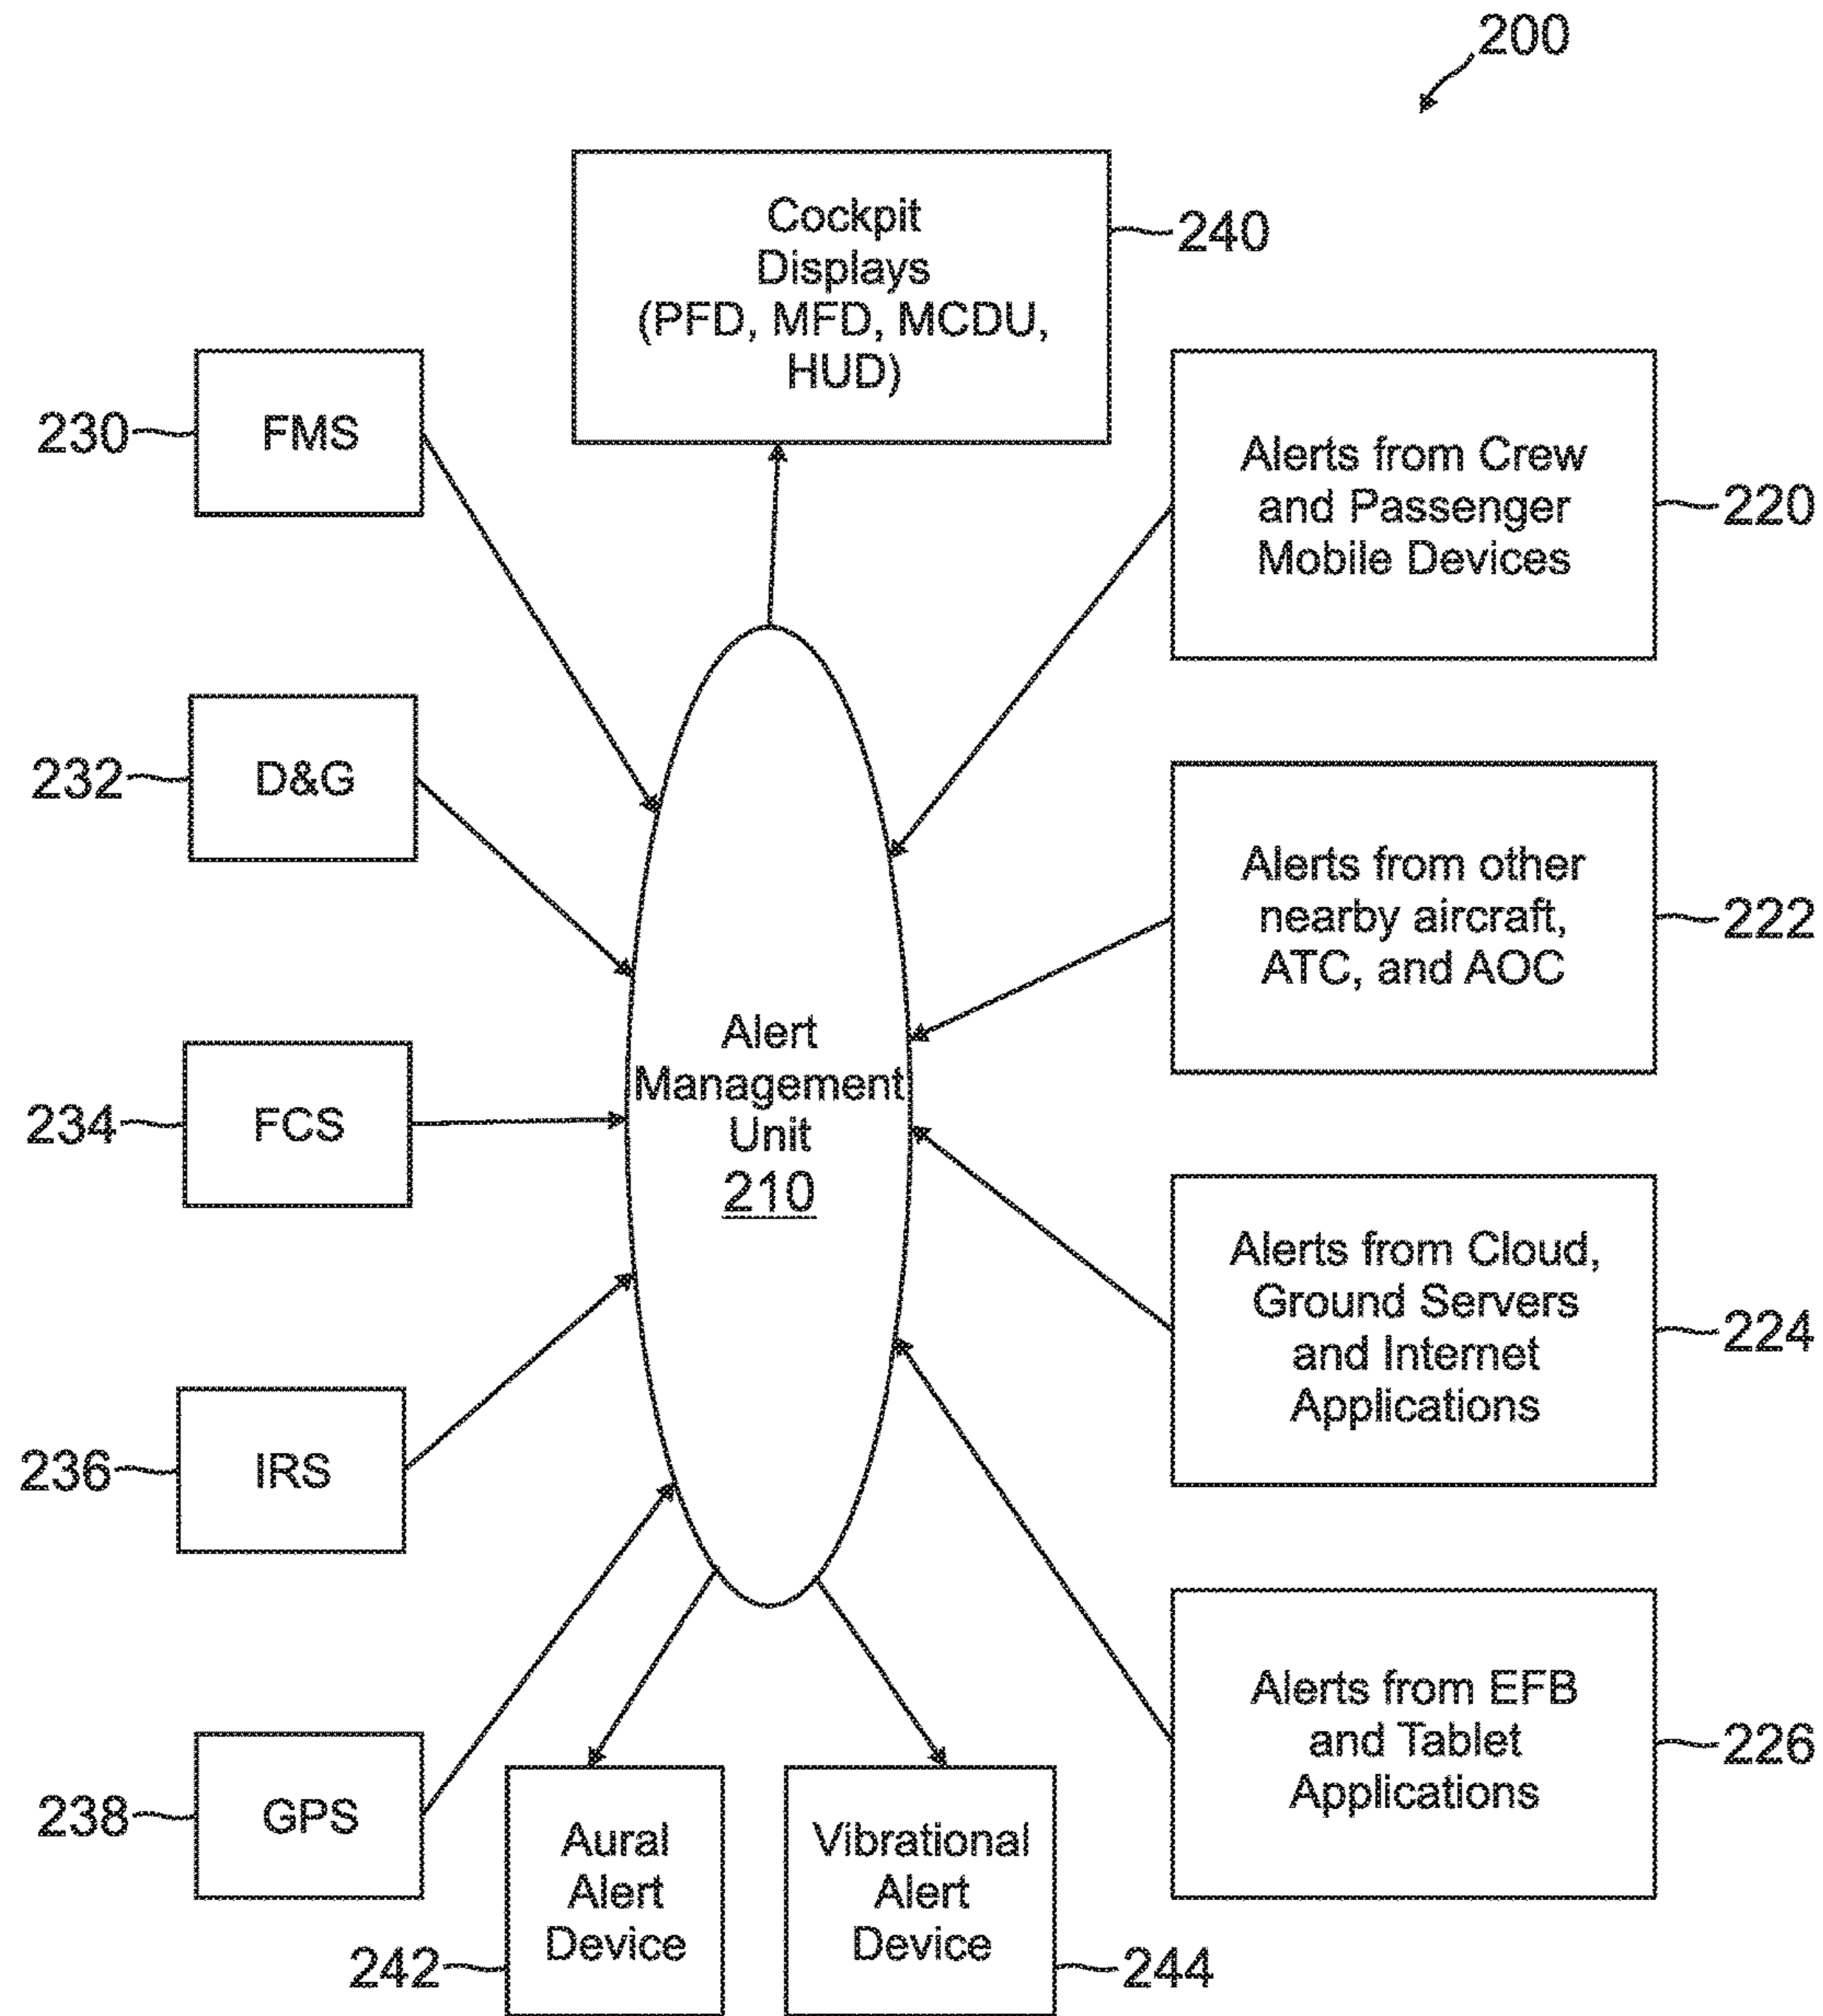 200
Cockpit
Displays
(PFD, MFD, MCDU,
HUD)
240
230
FMS
Alerts from Crew
and Passenger
Mobile Devices
220
232
D&G
Alerts from other
nearby aircraft,
ATC, and AOC
222
Alert
Management
Unit
210
234
FCS
Alerts from Cloud,
Ground Servers
and Internet
Applications
224
236
IRS
Alerts from EFB
and Tablet
Applications
226
238
GPS
Aural
Alert
Device
242
Vibrational
Alert
Device
244